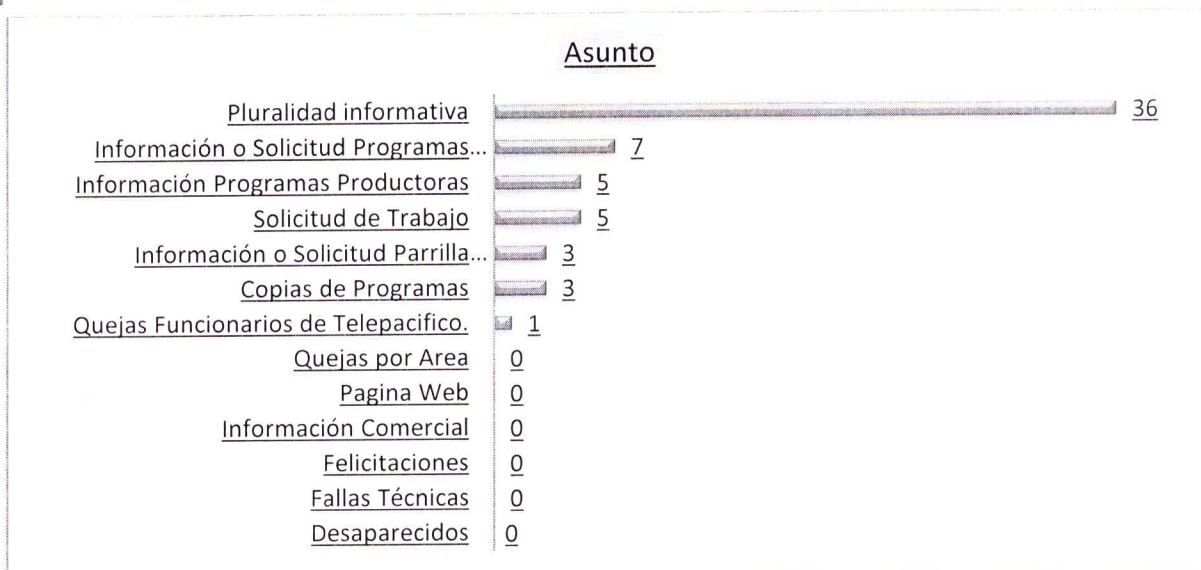 Asunto
Pluralidad informativa 36
Información o Solicitud Programas... 7
Información Programas Productoras 5
Solicitud de Trabajo 5
Información o Solicitud Parrilla... 3
Copias de Programas 3
Quejas Funcionarios de Telepacifico. 1
Quejas por Area 0
Pagina Web 0
Información Comercial 0
Felicitaciones 0
Fallas Técnicas 0
Desaparecidos 0